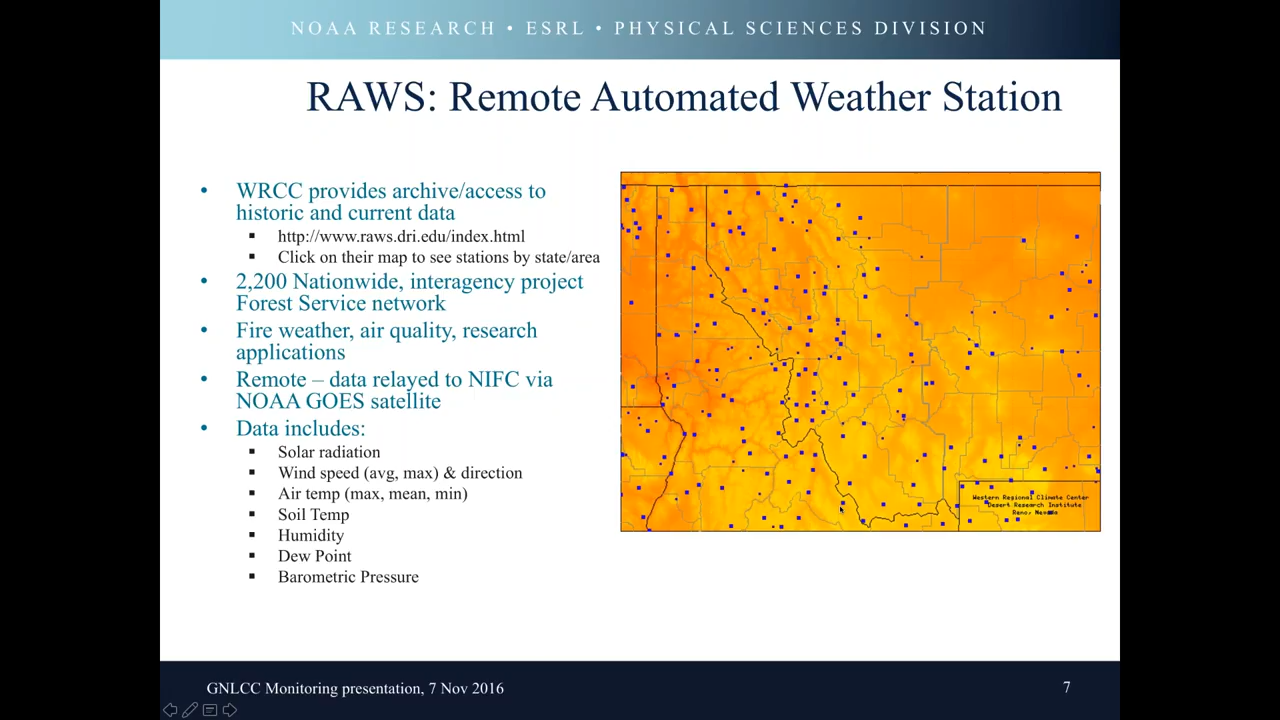 NOAA RESEARCH • ESRL • PHYSICAL SCIENCES DIVISION
RAWS: Remote Automated Weather Station
• WRCC provides archive/access to
historic and current data
▪ http://www.raws.dri.edu/index.html
▪ Click on their map to see stations by state/area
• 2,200 Nationwide, interagency project
Forest Service network
• Fire weather, air quality, research
applications
• Remote – data relayed to NIFC via
NOAA GOES satellite
• Data includes:
▪ Solar radiation
▪ Wind speed (avg, max) & direction
▪ Air temp (max, mean, min)
▪ Soil Temp
▪ Humidity
▪ Dew Point
▪ Barometric Pressure
Western Regional Climate Center
Desert Research Institute
Reno, Nevada
GNLCC Monitoring presentation, 7 Nov 2016
7